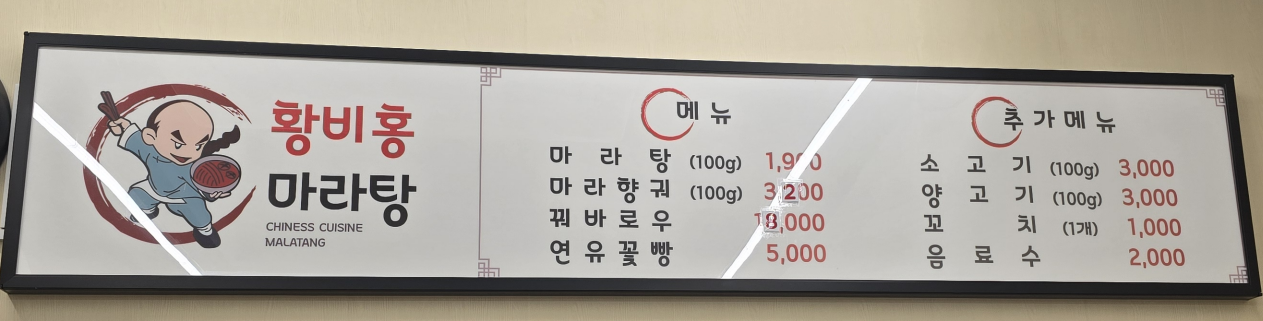 황비홍
마라탕
CHINESS CUISINE
MALATANG
메뉴
마라탕 (100g) 1,900
마라향궈 (100g) 3,200
꿔바로우 18,000
연유꽃빵 5,000
추가메뉴
소고기 (100g) 3,000
양고기 (100g) 3,000
꼬치 (1개) 1,000
음료수 2,000